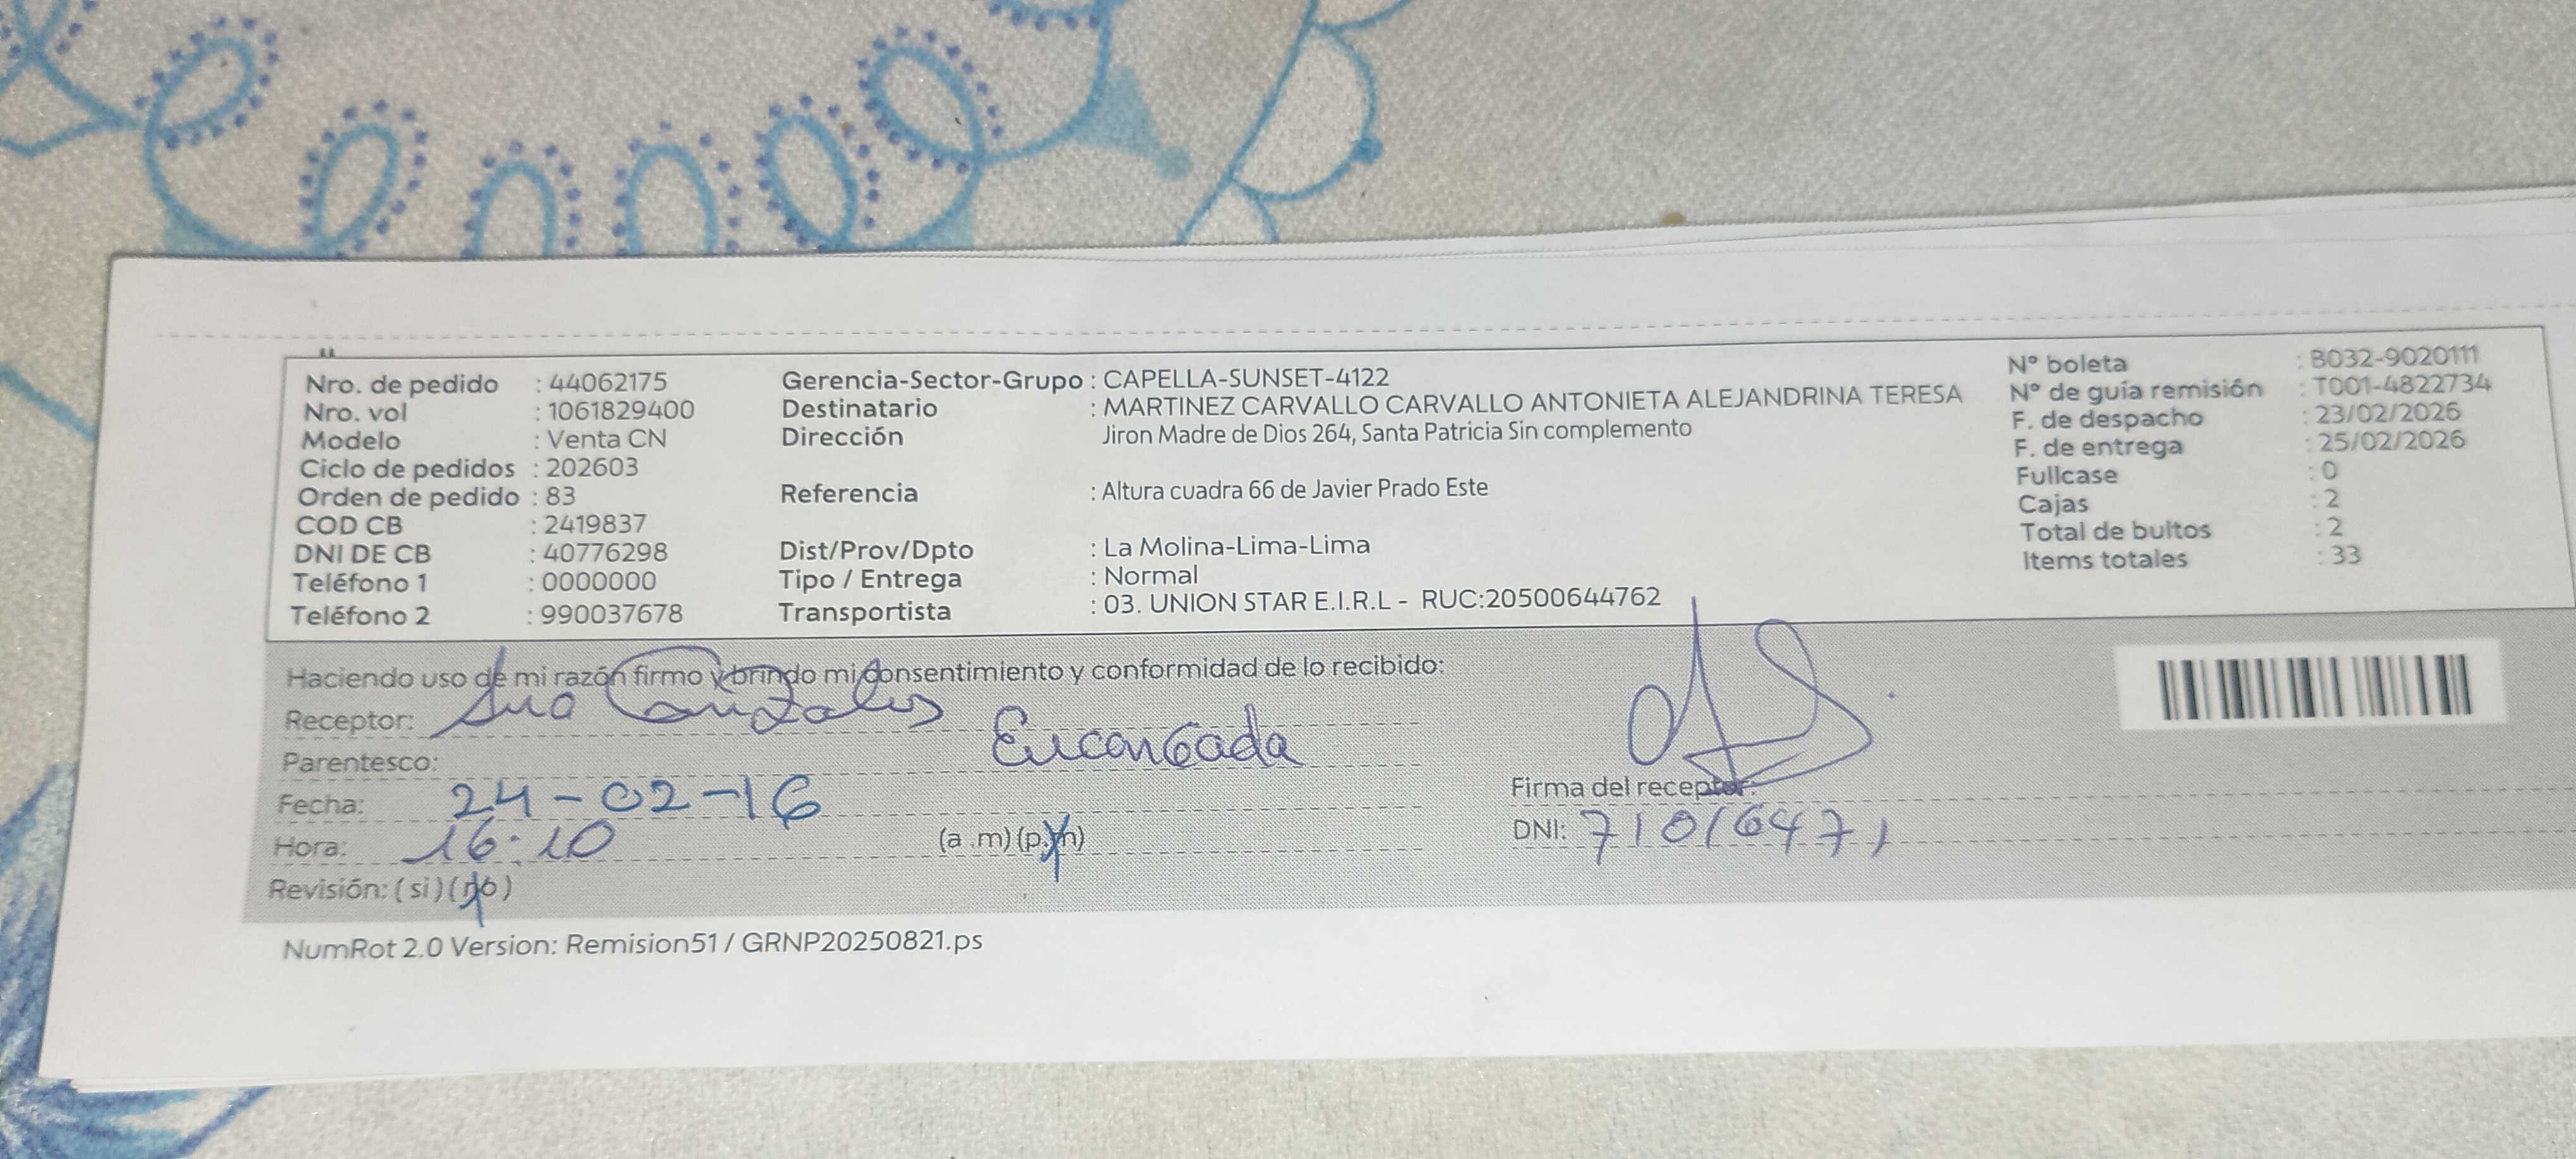 Nro. de pedido : 44062175
Nro. vol : 1061829400
Modelo : Venta CN
Ciclo de pedidos : 202603
Orden de pedido : 83
COD CB : 2419837
DNI DE CB : 40776298
Teléfono 1 : 0000000
Teléfono 2 : 990037678
Gerencia-Sector-Grupo : CAPELLA-SUNSET-4122
Destinatario : MARTINEZ CARVALLO CARVALLO ANTONIETA ALEJANDRINA TERESA
Dirección Jiron Madre de Dios 264, Santa Patricia Sin complemento
Referencia : Altura cuadra 66 de Javier Prado Este
Dist/Prov/Dpto : La Molina-Lima-Lima
Tipo / Entrega : Normal
Transportista : 03. UNION STAR E.I.R.L - RUC:20500644762
N° boleta : B032-9020111
N° de guía remisión : T001-4822734
F. de despacho : 23/02/2026
F. de entrega : 25/02/2026
Fullcase : 0
Cajas : 2
Total de bultos : 2
Items totales : 33
Haciendo uso de mi razón firmo y brindo mi consentimiento y conformidad de lo recibido:
Receptor: Ana Gonzales
Parentesco: Encargada
Fecha: 24-02-16
Hora: 16:10 (a .m) (p.m)
Revisión: (si) (no)
Firma del receptor:
DNI: 71016471
NumRot 2.0 Version: Remision51 / GRNP20250821.ps